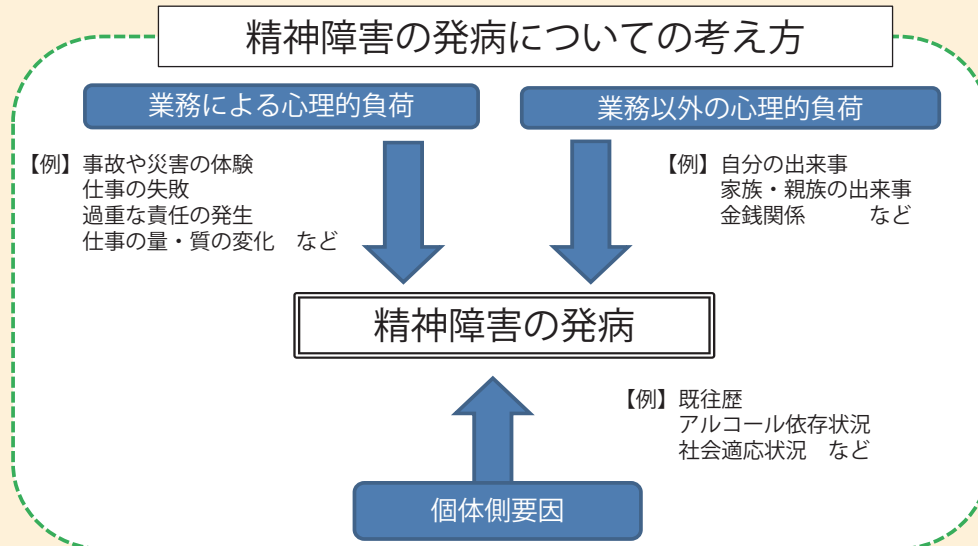 精神障害の発病についての考え方
業務による心理的負荷
業務以外の心理的負荷
【例】事故や災害の体験
仕事の失敗
過重な責任の発生
仕事の量・質の変化　など
【例】自分の出来事
家族・親族の出来事
金銭関係　　　など
精神障害の発病
【例】既往歴
アルコール依存状況
社会適応状況　など
個体側要因